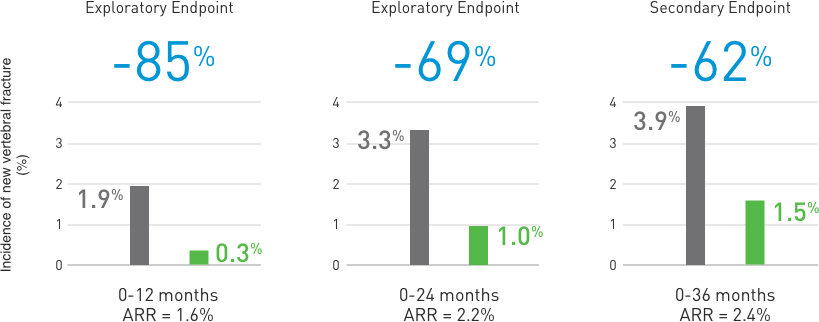 Exploratory Endpoint
-85%
Incidence of new vertebral fracture
(%)
4
3
2
1
0
1.9%
0.3%
0-12 months
ARR = 1.6%
Exploratory Endpoint
-69%
4
3
2
1
0
3.3%
1.0%
0-24 months
ARR = 2.2%
Secondary Endpoint
-62%
4
3
2
1
0
3.9%
1.5%
0-36 months
ARR = 2.4%